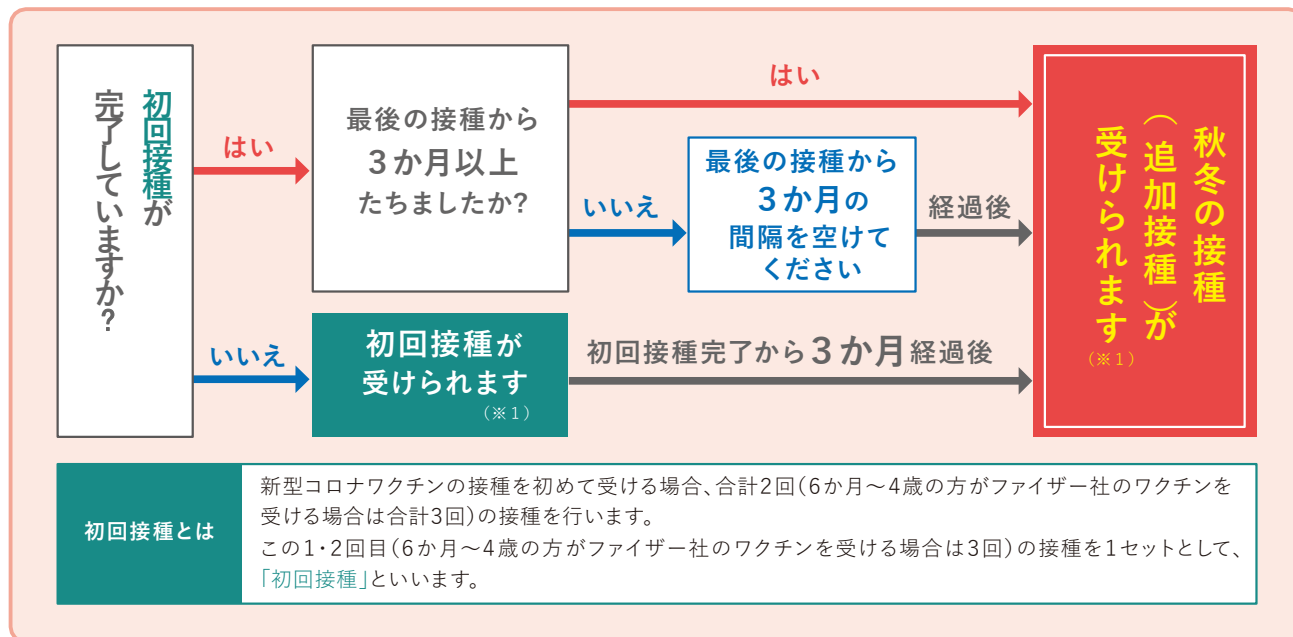 初回接種が
完了していますか?
はい
最後の接種から
3か月以上
たちましたか?
はい
いいえ
最後の接種から
3か月の
間隔を空けて
ください
経過後
いいえ
初回接種が
受けられます
(※1)
初回接種完了から3か月経過後
秋冬の接種
(追加接種)が
受けられます
(※1)
初回接種とは
新型コロナワクチンの接種を初めて受ける場合、合計2回(6か月〜4歳の方がファイザー社のワクチンを
受ける場合は合計3回)の接種を行います。
この1・2回目(6か月〜4歳の方がファイザー社のワクチンを受ける場合は3回)の接種を1セットとして、
「初回接種」といいます。